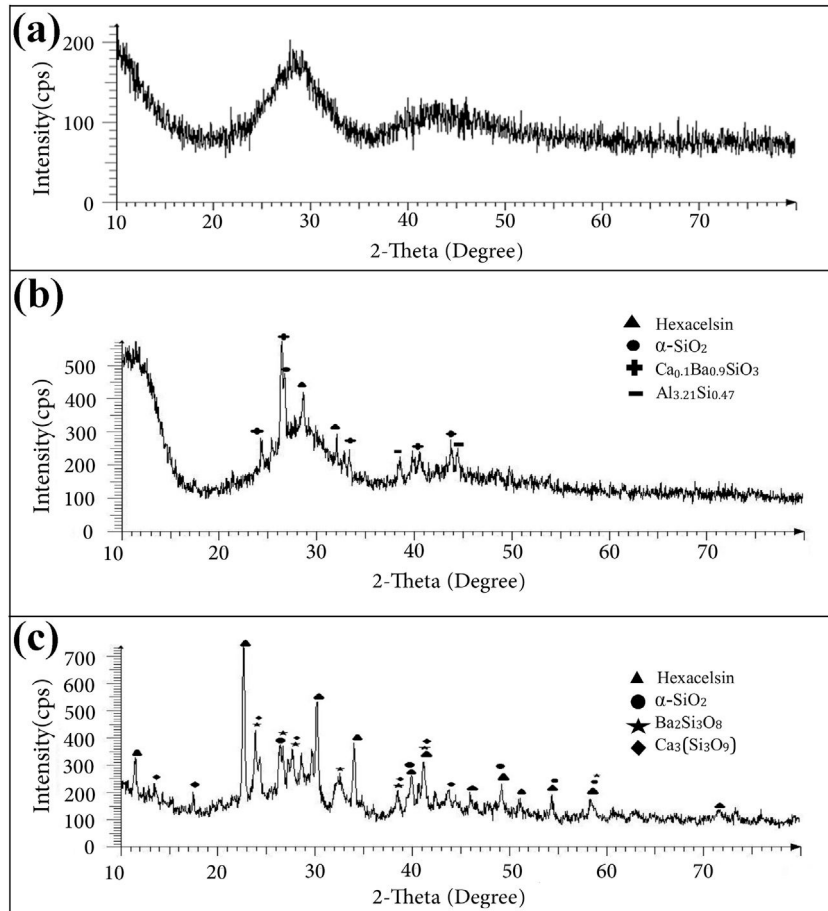 (a)
Intensity(cps)
200
100
0
10 20 30 40 50 60 70
2-Theta (Degree)
(b)
Intensity(cps)
500
400
300
200
100
0
10 20 30 40 50 60 70
2-Theta (Degree)
Hexacelsin
α-SiO₂
Ca₀.₁Ba₀.₉SiO₃
Al₃.₂₁Si₀.₄₇
(c)
Intensity(cps)
700
600
500
400
300
200
100
0
10 20 30 40 50 60 70
2-Theta (Degree)
Hexacelsin
α-SiO₂
Ba₂Si₃O₈
Ca₃(Si₃O₉)